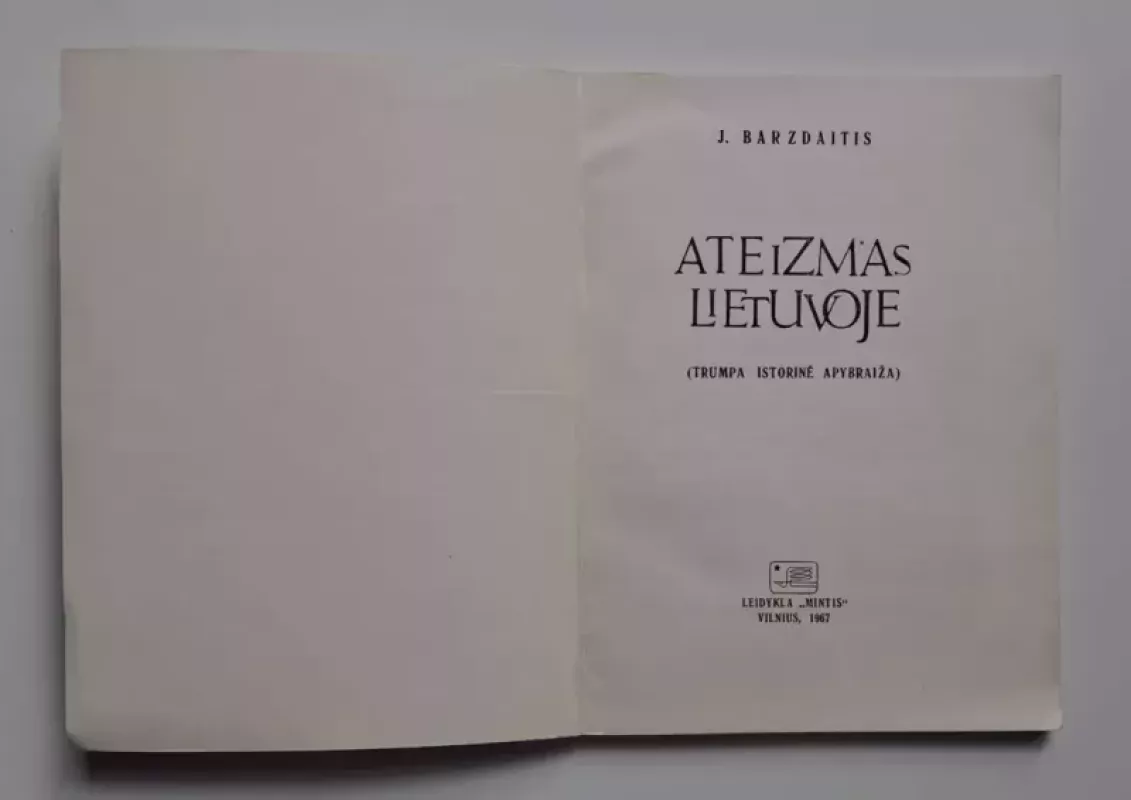 J. BARZDAITIS
ATEIZMAS
LIETUVOJE
(TRUMPA ISTORINĖ APYBRAIŽA)
LEIDYKLA „MINTIS“
VILNIUS, 1967